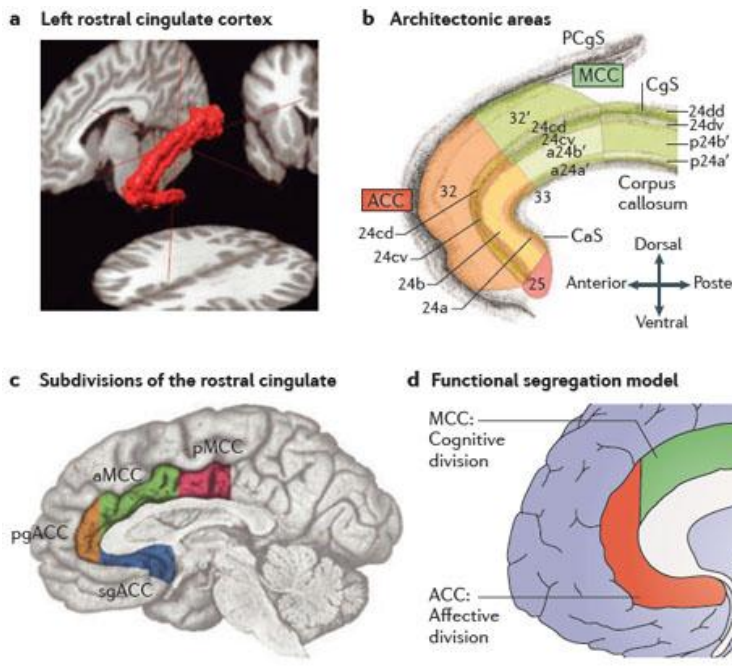 a Left rostral cingulate cortex
b Architectonic areas
PCgS
MCC
CgS
32′
24cd
24cv
a24b′
a24a′
24dd
24dv
p24b′
p24a′
Corpus
callosum
32
33
ACC
24cd
24cv
24b
24a
25
CaS
Dorsal
Anterior
Poste
Ventral
c Subdivisions of the rostral cingulate
pMCC
aMCC
pgACC
sgACC
d Functional segregation model
MCC:
Cognitive
division
ACC:
Affective
division